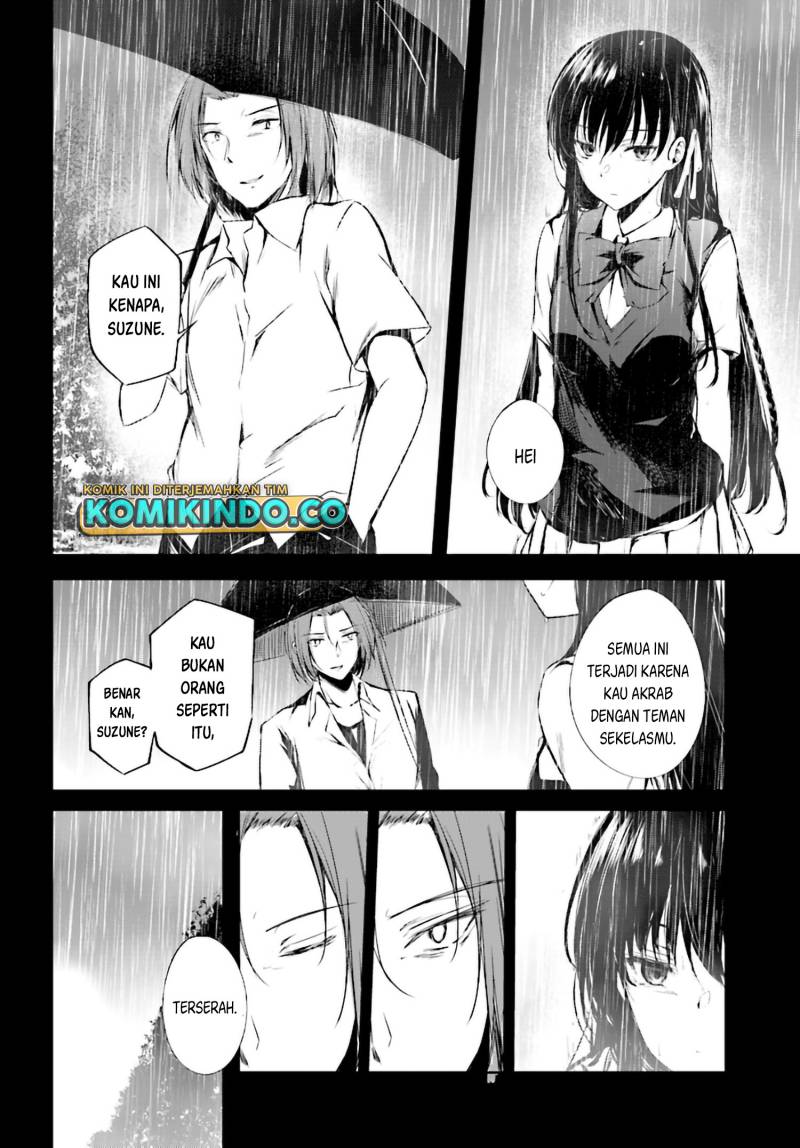 HEI
KAU INI
KENAPA,
SUZUNE.
KOMIK INI DITERJEMAHKAN TIM
KOMIKINDO.CO
SEMUA INI
TERJADI KARENA
KAU AKRAB
DENGAN TEMAN
SEKELASMU.
KAU
BUKAN
ORANG
SEPERTI
ITU,
BENAR
KAN,
SUZUNE?
TERSERAH.